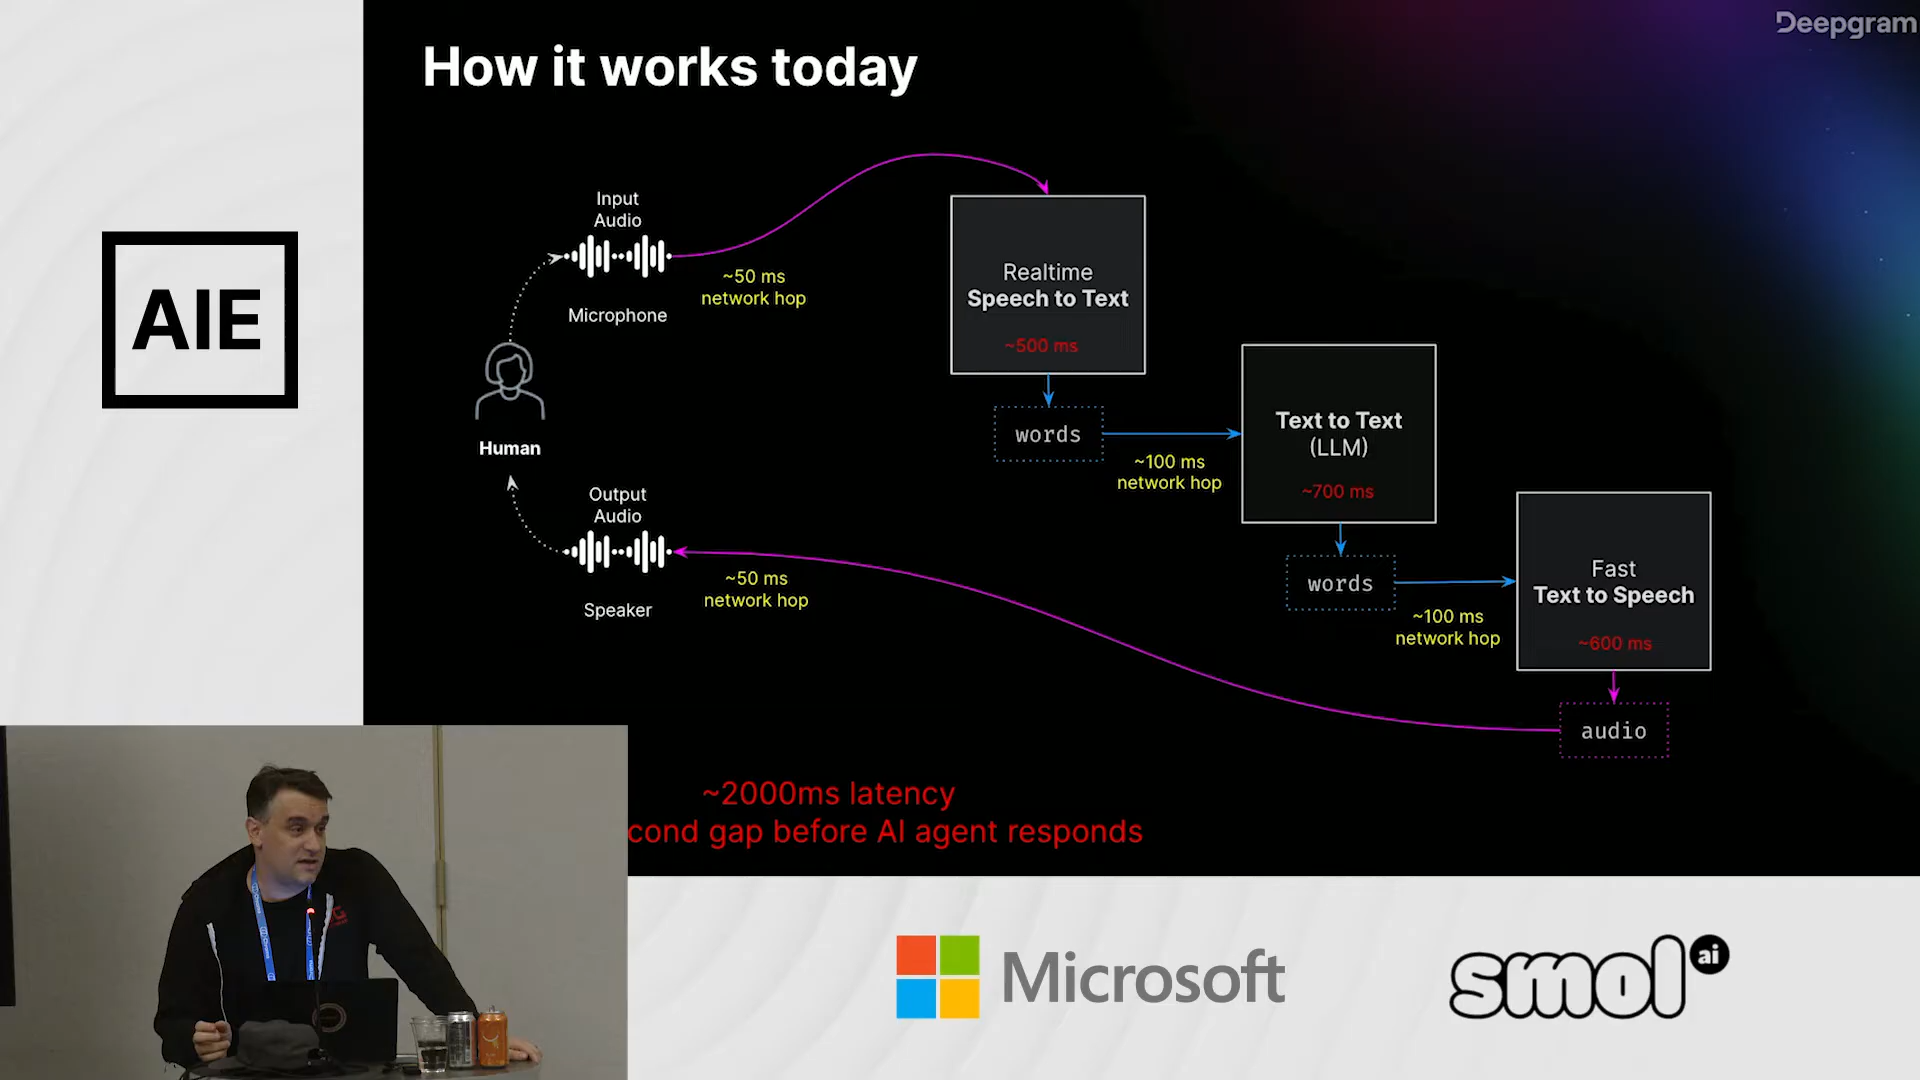 Deepgram
How it works today
AIE
Input
Audio
Microphone
~50 ms
network hop
Human
Output
Audio
Speaker
~50 ms
network hop
Realtime
Speech to Text
~500 ms
words
~100 ms
network hop
Text to Text
(LLM)
~700 ms
words
~100 ms
network hop
Fast
Text to Speech
~600 ms
audio
~2000ms latency
cond gap before AI agent responds
Microsoft
smol ai